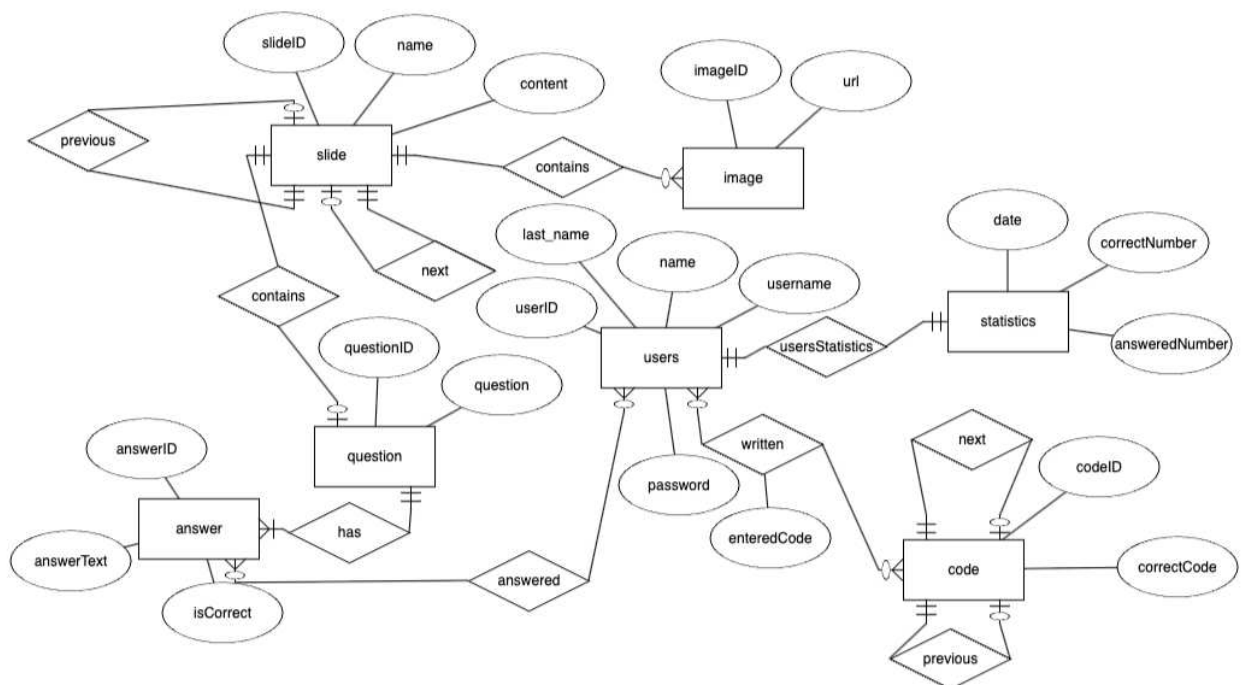 slideID
name
content
imageID
url
previous
slide
contains
image
last_name
name
username
date
correctNumber
next
contains
userID
users
usersStatistics
statistics
answeredNumber
questionID
question
answerID
question
written
next
codeID
password
answer
has
enteredCode
answerText
answered
code
correctCode
isCorrect
previous